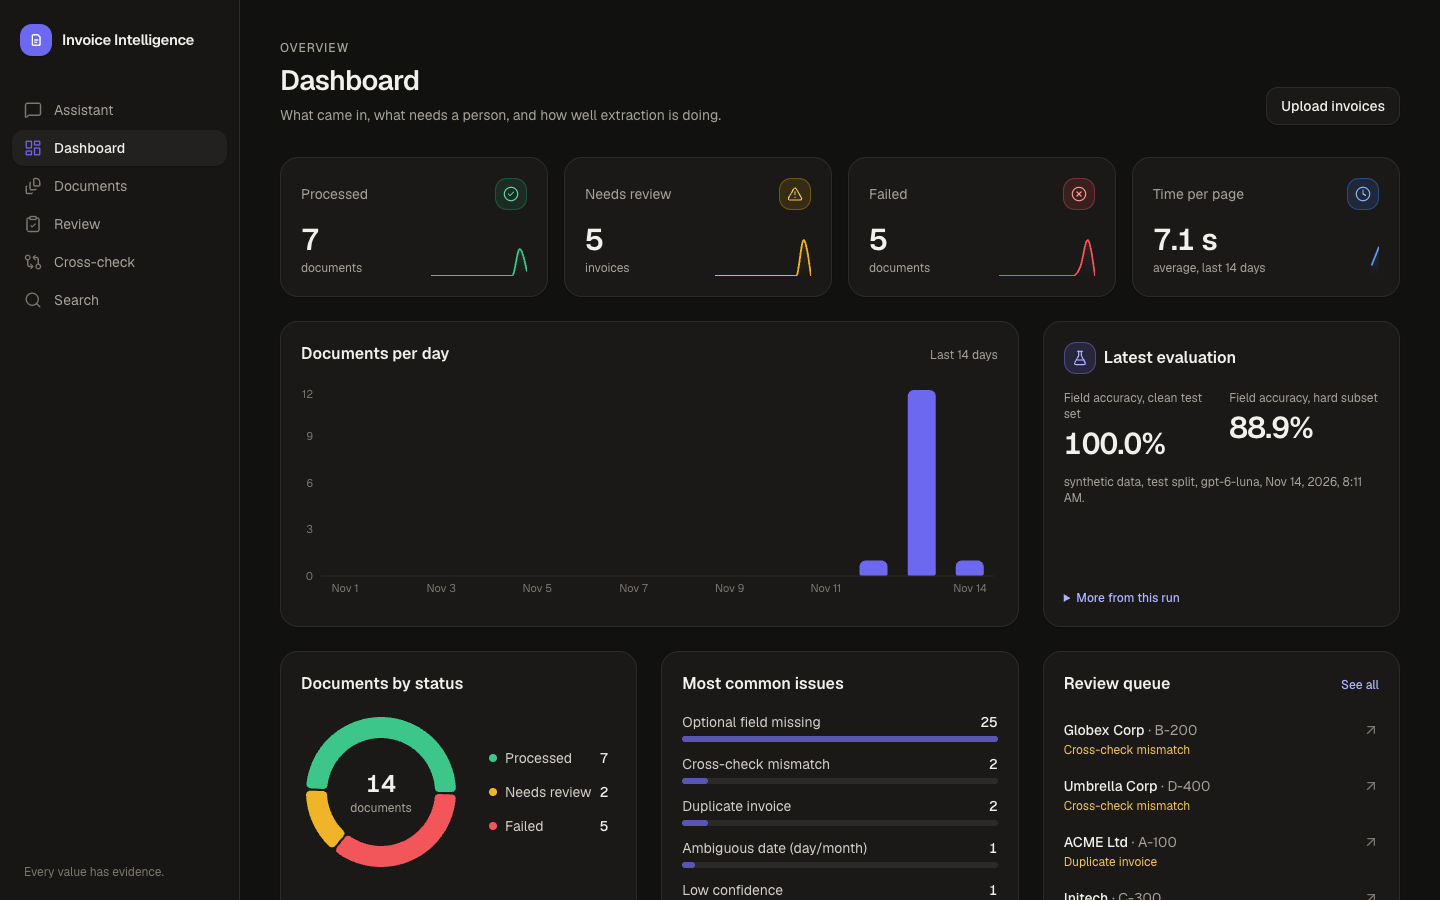 Invoice Intelligence
Assistant
Dashboard
Documents
Review
Cross-check
Search
Every value has evidence.
OVERVIEW
Dashboard
What came in, what needs a person, and how well extraction is doing.
Upload invoices
Processed
7
documents
Needs review
5
invoices
Failed
5
documents
Time per page
7.1 s
average, last 14 days
Documents per day
Last 14 days
12
9
6
3
0
Nov 1
Nov 3
Nov 5
Nov 7
Nov 9
Nov 11
Nov 14
Latest evaluation
Field accuracy, clean test
set
100.0%
Field accuracy, hard subset
88.9%
synthetic data, test split, gpt-6-luna, Nov 14, 2026, 8:11
AM.
More from this run
Documents by status
14
documents
Processed 7
Needs review 2
Failed 5
Most common issues
Optional field missing 25
Cross-check mismatch 2
Duplicate invoice 2
Ambiguous date (day/month) 1
Low confidence 1
Review queue
See all
Globex Corp · B-200
Cross-check mismatch
Umbrella Corp · D-400
Cross-check mismatch
ACME Ltd · A-100
Duplicate invoice
Initech · C-300